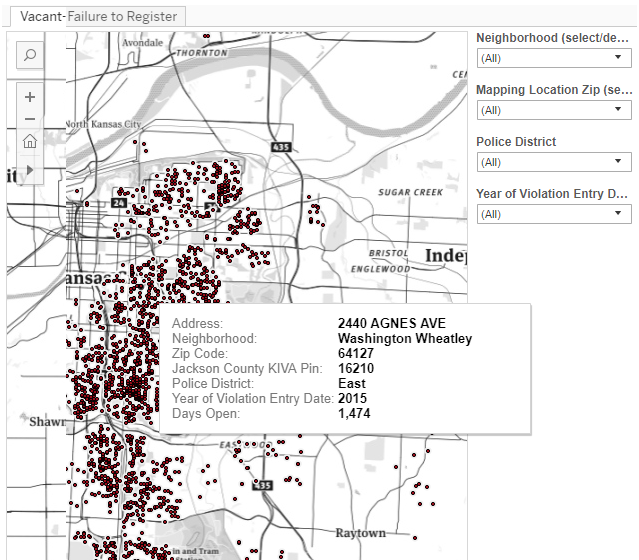 Vacant-Failure to Register
Avondale
THORNTON
North Kansas City
435
24
SUGAR CREEK
BRISTOL
ENGLEWOOD
Indep
ansas
Shawn
435
Raytown
in and Tram
Neighborhood (select/de...
(All)
Mapping Location Zip (se...
(All)
Police District
(All)
Year of Violation Entry D...
(All)
Address: 2440 AGNES AVE
Neighborhood: Washington Wheatley
Zip Code: 64127
Jackson County KIVA Pin: 16210
Police District: East
Year of Violation Entry Date: 2015
Days Open: 1,474